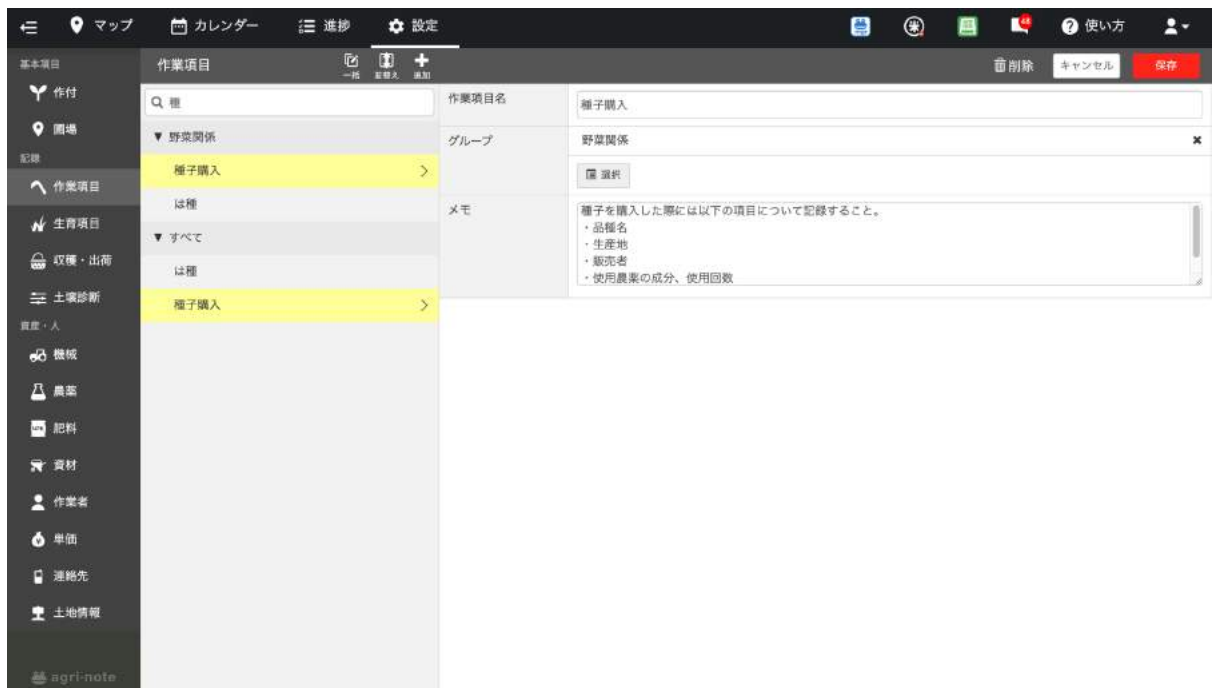 マップ
カレンダー
進捗
設定
48
使い方
基本項目
作付
圃場
記録
作業項目
生育項目
収穫・出荷
土壌診断
資産・人
機械
農薬
肥料
資材
作業者
単価
連絡先
土地情報
agri-note
作業項目
一括
並替え
追加
削除
キャンセル
保存
種
▼ 野菜関係
種子購入
は種
▼ すべて
は種
種子購入
作業項目名
種子購入
グループ
野菜関係
選択
メモ
種子を購入した際には以下の項目について記録すること。
・品種名
・生産地
・販売者
・使用農薬の成分、使用回数